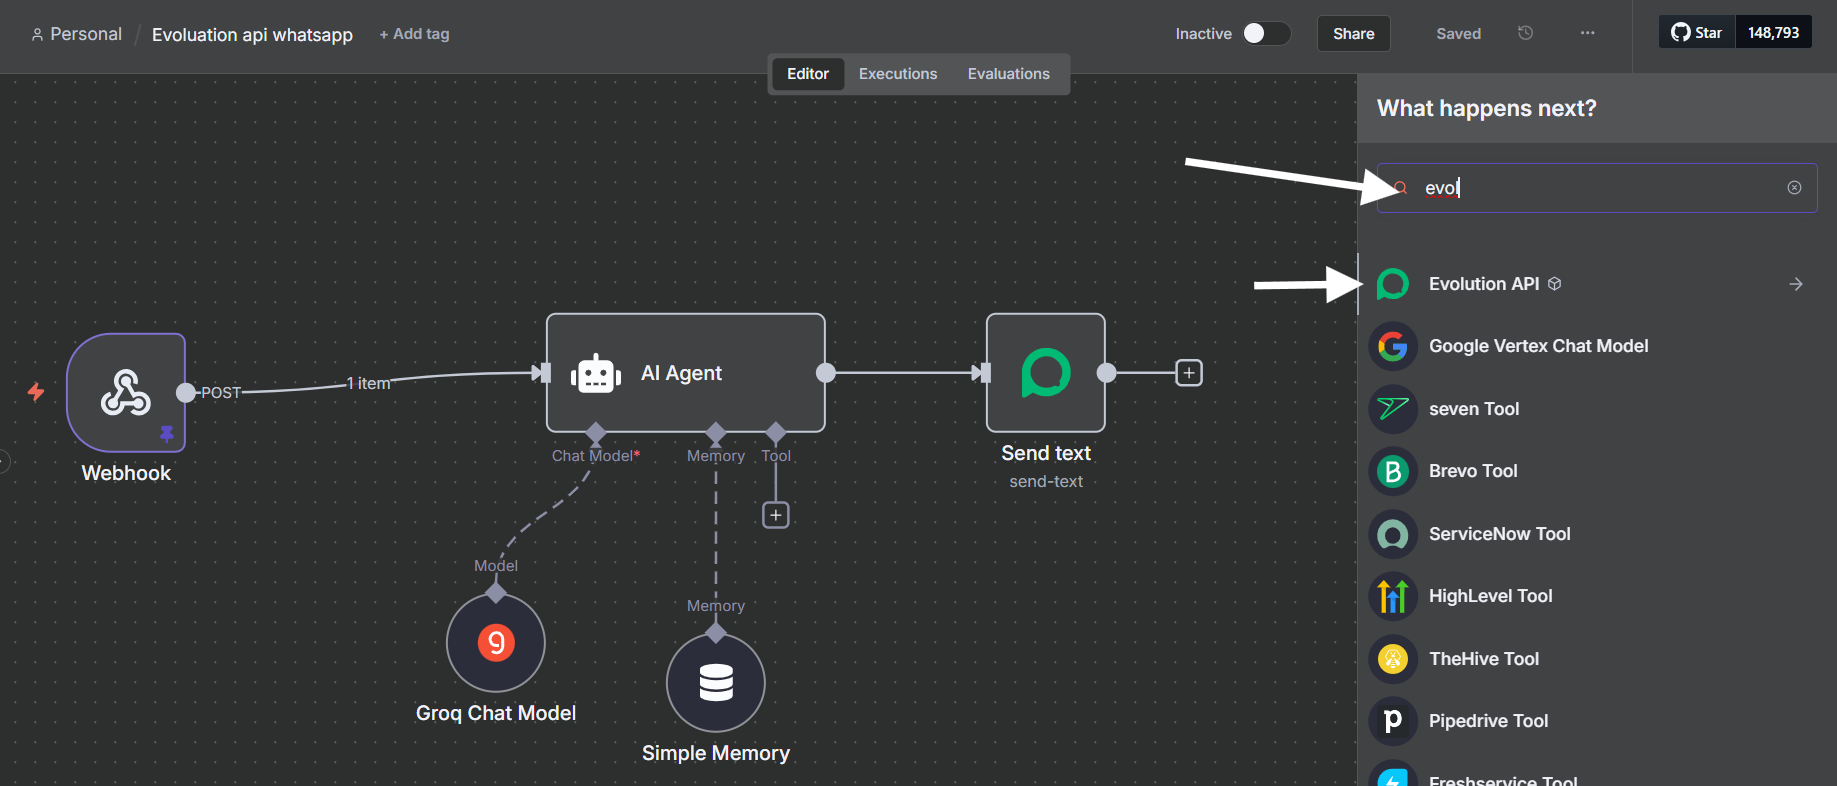 Personal / Evoluation api whatsapp + Add tag
Inactive Share Saved ... Star 148,793
Editor Executions Evaluations
What happens next?
evol
Evolution API
Google Vertex Chat Model
seven Tool
Brevo Tool
ServiceNow Tool
HighLevel Tool
TheHive Tool
Pipedrive Tool
Freshservice Tool
POST
1 item
Webhook
AI Agent
Chat Model*
Memory
Tool
Send text
send-text
Model
Groq Chat Model
Memory
Simple Memory